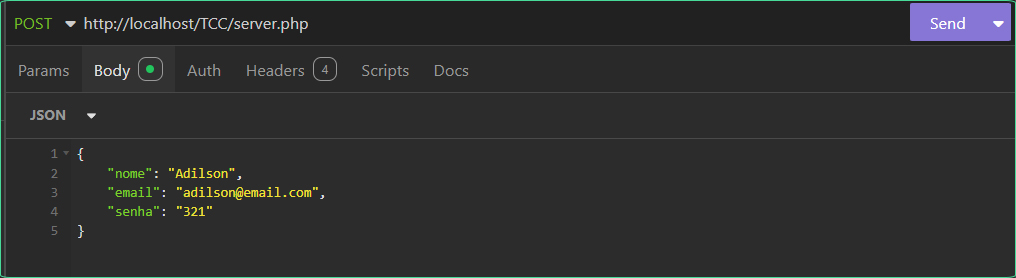 POST http://localhost/TCC/server.php Send
Params Body Auth Headers 4 Scripts Docs
JSON
1 {
2 "nome": "Adilson",
3 "email": "adilson@email.com",
4 "senha": "321"
5 }